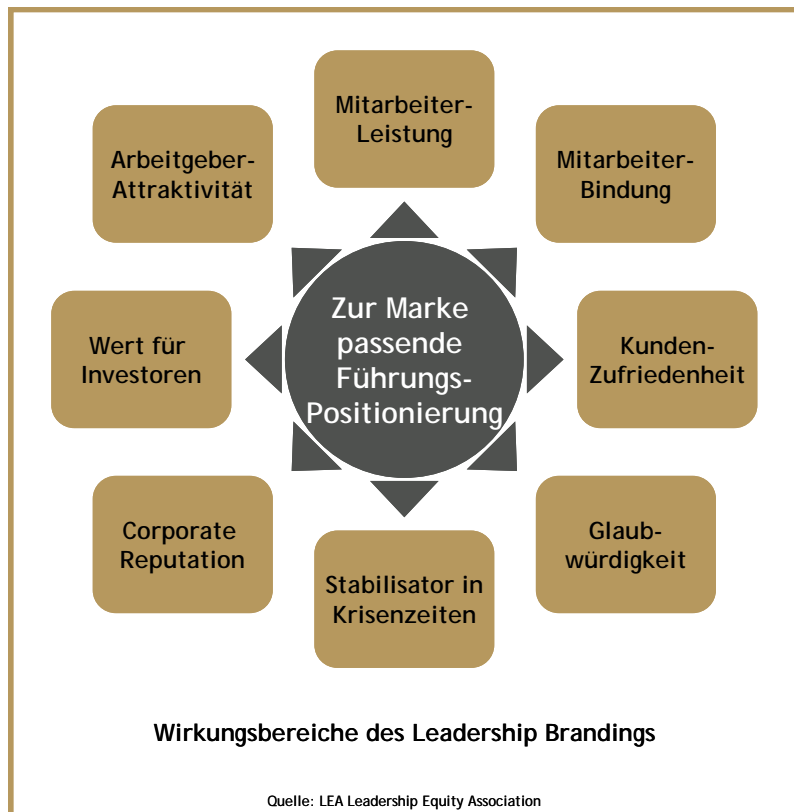 Mitarbeiter-
Leistung
Arbeitgeber-
Attraktivität
Mitarbeiter-
Bindung
Zur Marke
passende
Führungs-
Positionierung
Wert für
Investoren
Kunden-
Zufriedenheit
Corporate
Reputation
Stabilisator in
Krisenzeiten
Glaub-
würdigkeit
Wirkungsbereiche des Leadership Brandings
Quelle: LEA Leadership Equity Association